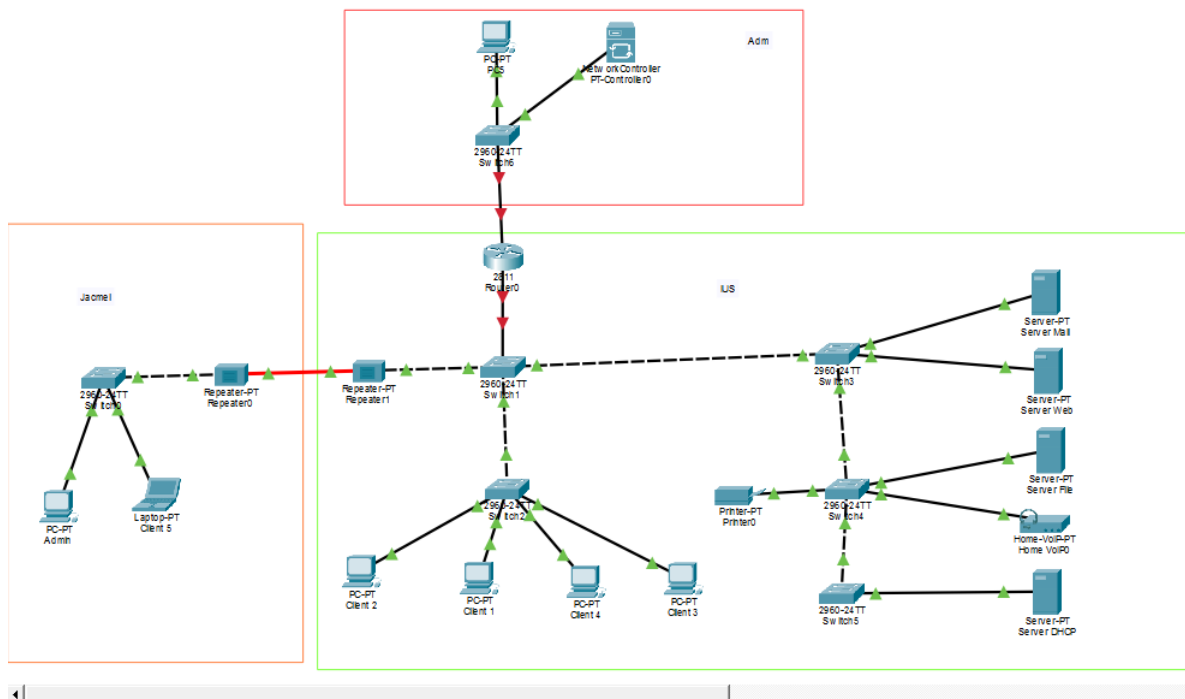 Adm
PC-PT
PC5
NetworkController
PT-Controller0
2960-24TT
Switch6
2811
Router0
Jacmel
IUS
Server-PT
Server Mail
2960-24TT
Switch0
Repeater-PT
Repeater0
Repeater-PT
Repeater1
2960-24TT
Switch1
2960-24TT
Switch3
Server-PT
Server Web
PC-PT
Admin
Laptop-PT
Client 5
2960-24TT
Switch2
Printer-PT
Printer0
2960-24TT
Switch4
Server-PT
Server File
Home-VoIP-PT
Home VoIP0
PC-PT
Client 2
PC-PT
Client 1
PC-PT
Client 4
PC-PT
Client 3
2960-24TT
Switch5
Server-PT
Server DHCP